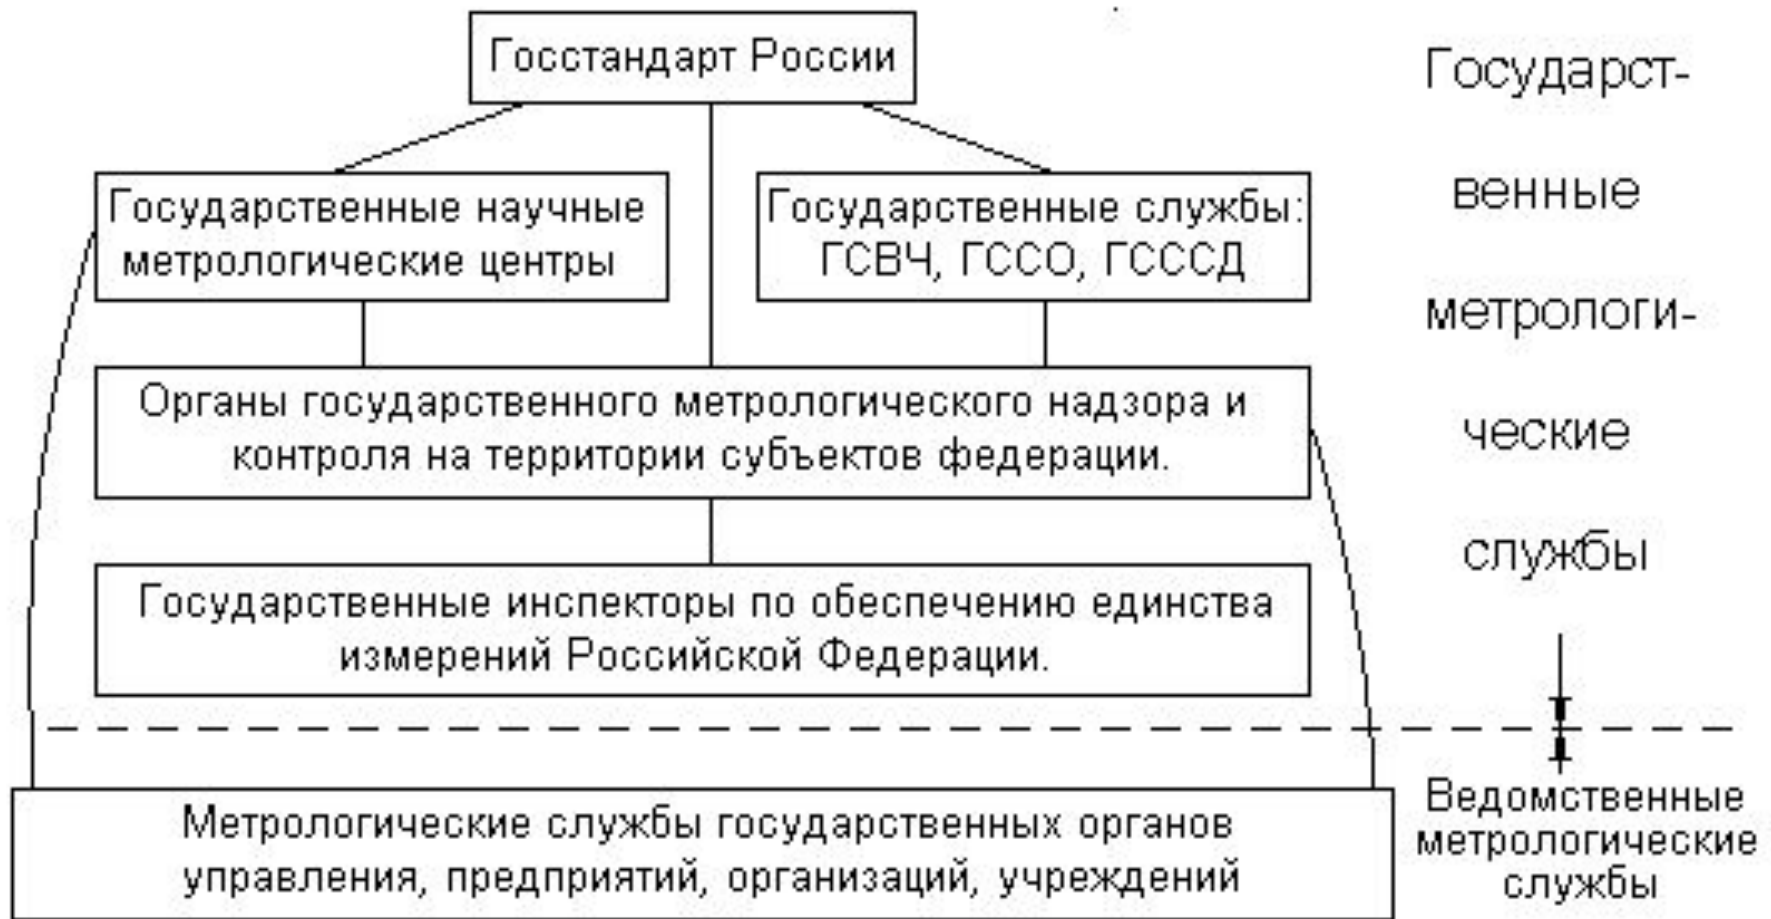 Госстандарт России
Государственные научные
метрологические центры
Государственные службы:
ГСВЧ, ГССО, ГСССД
Органы государственного метрологического надзора и
контроля на территории субъектов федерации.
Государственные инспекторы по обеспечению единства
измерений Российской Федерации.
Метрологические службы государственных органов
управления, предприятий, организаций, учреждений
Государст-
венные
метрологи-
ческие
службы
Ведомственные
метрологические
службы